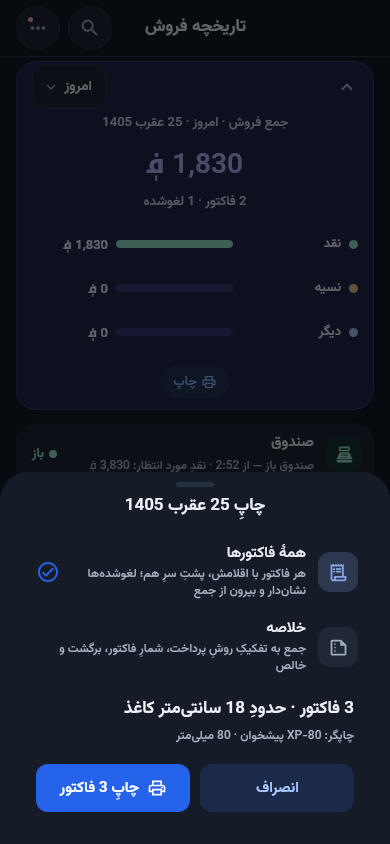 تاریخچه فروش
امروز
جمع فروش · امروز · 25 عقرب 1405
1,830 ؋
2 فاکتور · 1 لغوشده
نقد
1,830 ؋
نسیه
0 ؋
دیگر
0 ؋
چاپ
صندوق
باز
صندوق باز — از 2:52 · نقدِ مورد انتظار: 3,830 ؋
چاپِ 25 عقرب 1405
همهٔ فاکتورها
هر فاکتور با اقلامش، پشتِ سرِ هم؛ لغوشده‌ها
نشان‌دار و بیرون از جمع
خلاصه
جمع به تفکیکِ روشِ پرداخت، شمارِ فاکتور، برگشت و
خالص
3 فاکتور · حدودِ 18 سانتی‌متر کاغذ
چاپگر: XP-80 پیشخوان · 80 میلی‌متر
چاپِ 3 فاکتور
انصراف